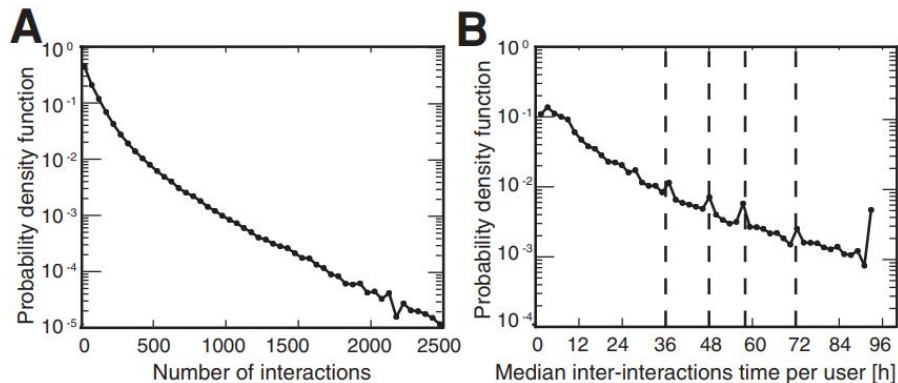 A
Probability density function
10^0
10^-1
10^-2
10^-3
10^-4
10^-5
0 500 1000 1500 2000 2500
Number of interactions
B
Probability density function
10^0
10^-1
10^-2
10^-3
10^-4
0 12 24 36 48 60 72 84 96
Median inter-interactions time per user [h]